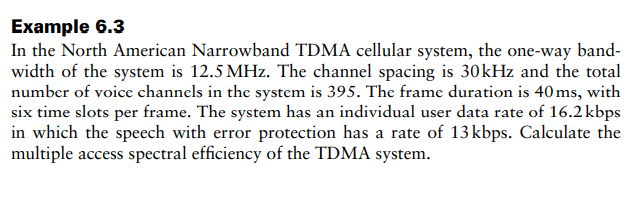 Example 6.3
In the North American Narrowband TDMA cellular system, the one-way band-
width of the system is 12.5 MHz. The channel spacing is 30 kHz and the total
number of voice channels in the system is 395. The frame duration is 40 ms, with
six time slots per frame. The system has an individual user data rate of 16.2 kbps
in which the speech with error protection has a rate of 13 kbps. Calculate the
multiple access spectral efficiency of the TDMA system.